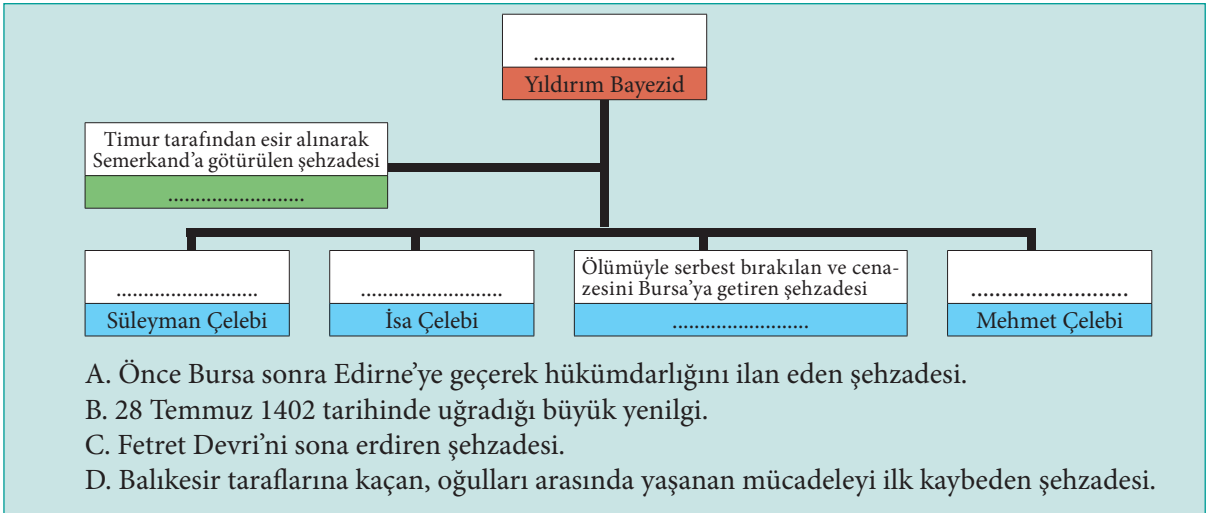 ..........................
Yıldırım Bayezid
Timur tarafından esir alınarak
Semerkand’a götürülen şehzadesi
.........................
..........................
Süleyman Çelebi
..........................
İsa Çelebi
Ölümüyle serbest bırakılan ve cena-
zesini Bursa’ya getiren şehzadesi
.........................
..........................
Mehmet Çelebi
A. Önce Bursa sonra Edirne’ye geçerek hükümdarlığını ilan eden şehzadesi.
B. 28 Temmuz 1402 tarihinde uğradığı büyük yenilgi.
C. Fetret Devri’ni sona erdiren şehzadesi.
D. Balıkesir taraflarına kaçan, oğulları arasında yaşanan mücadeleyi ilk kaybeden şehzadesi.